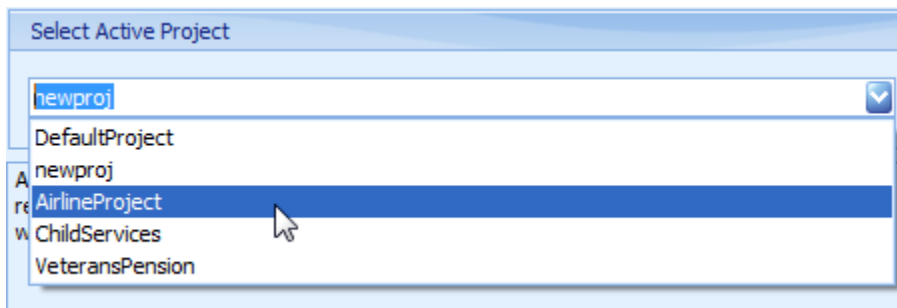 Select Active Project
newproj
DefaultProject
newproj
AirlineProject
ChildServices
VeteransPension